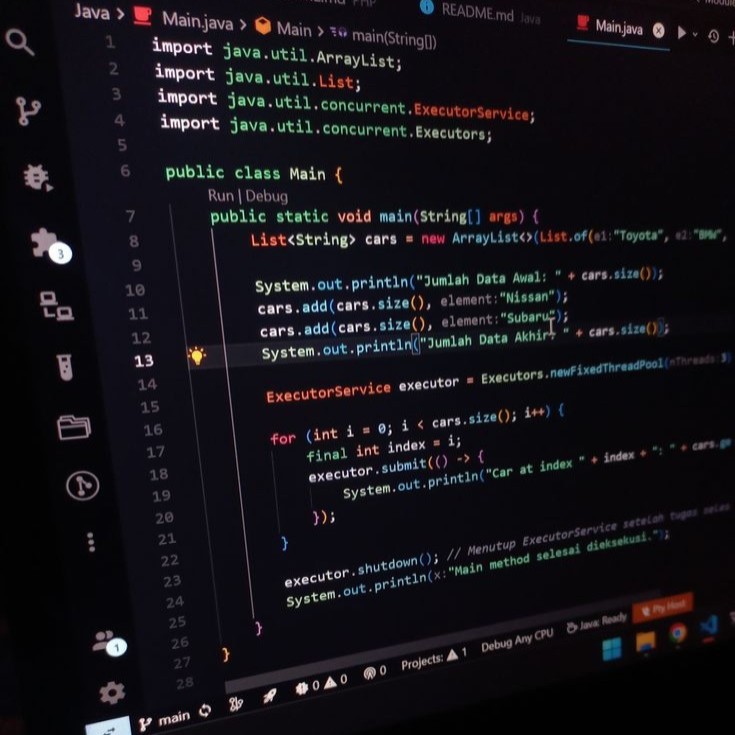 PHP
README.md Java
Main.java
Java > Main.java > Main > main(String[])
1 import java.util.ArrayList;
2 import java.util.List;
3 import java.util.concurrent.ExecutorService;
4 import java.util.concurrent.Executors;
5
6 public class Main {
Run | Debug
7 public static void main(String[] args) {
8 List<String> cars = new ArrayList<>(List.of(e1:"Toyota", e2:"BMW",
9
10 System.out.println("Jumlah Data Awal: " + cars.size());
11 cars.add(cars.size(), element:"Nissan");
12 cars.add(cars.size(), element:"Subaru");
13 System.out.println("Jumlah Data Akhir: " + cars.size());
14
15 ExecutorService executor = Executors.newFixedThreadPool(nThreads:3)
16
17 for (int i = 0; i < cars.size(); i++) {
18 final int index = i;
19 executor.submit(() -> {
20 System.out.println("Car at index " + index + ": " + cars.ge
21 });
22 }
23
24 executor.shutdown(); // Menutup ExecutorService setelah tugas
25 System.out.println(x:"Main method selesai dieksekusi.");
26 }
27 }
28
3
1
main 0 0 0 Projects: 1 Debug Any CPU Java: Ready